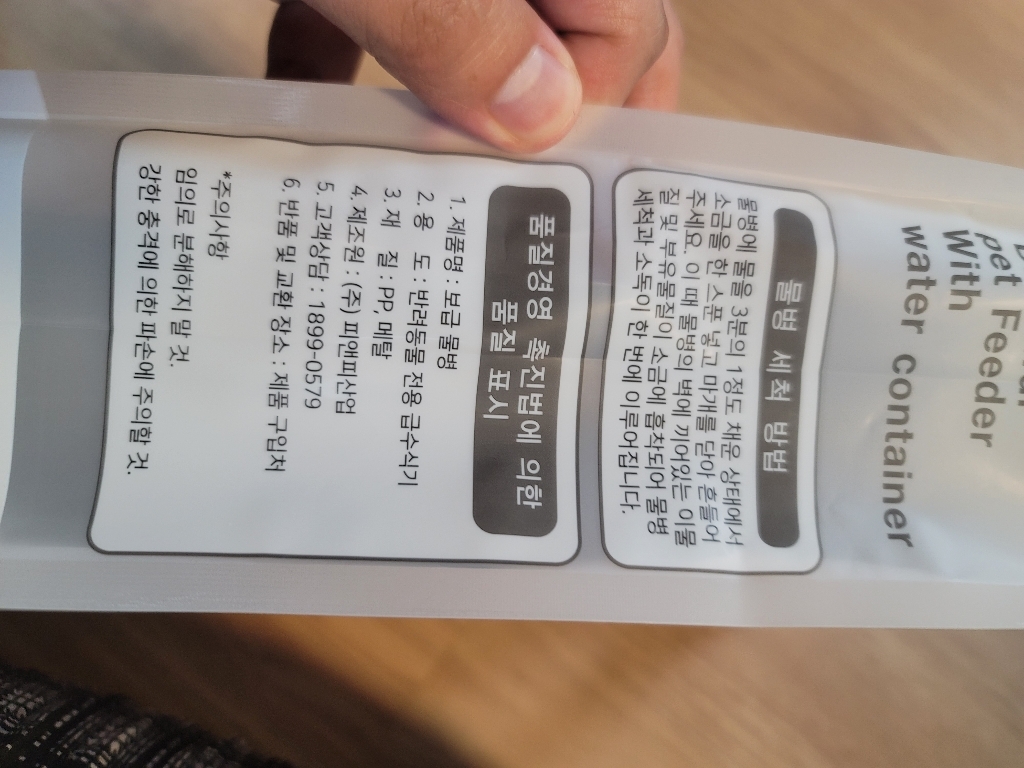 pet Feeder
With
water container
물병 세척 방법
물병에 물을 3분의 1정도 채운 상태에서
소금을 한 스푼 넣고 마개를 닫아 흔들어
주세요. 이 때 물병의 벽에 끼어있는 이물
질 및 부유물질이 소금에 흡착되어 물병
세척과 소독이 한 번에 이루어집니다.
품질경영 촉진법에 의한
품질 표시
1. 제품명 : 보급 물병
2. 용 도 : 반려동물 전용 급수식기
3. 재 질 : PP, 메탈
4. 제조원 : (주) 피앤피산업
5. 고객상담 : 1899-0579
6. 반품 및 교환 장소 : 제품 구입처
*주의사항
임의로 분해하지 말 것.
강한 충격에 의한 파손에 주의할 것.